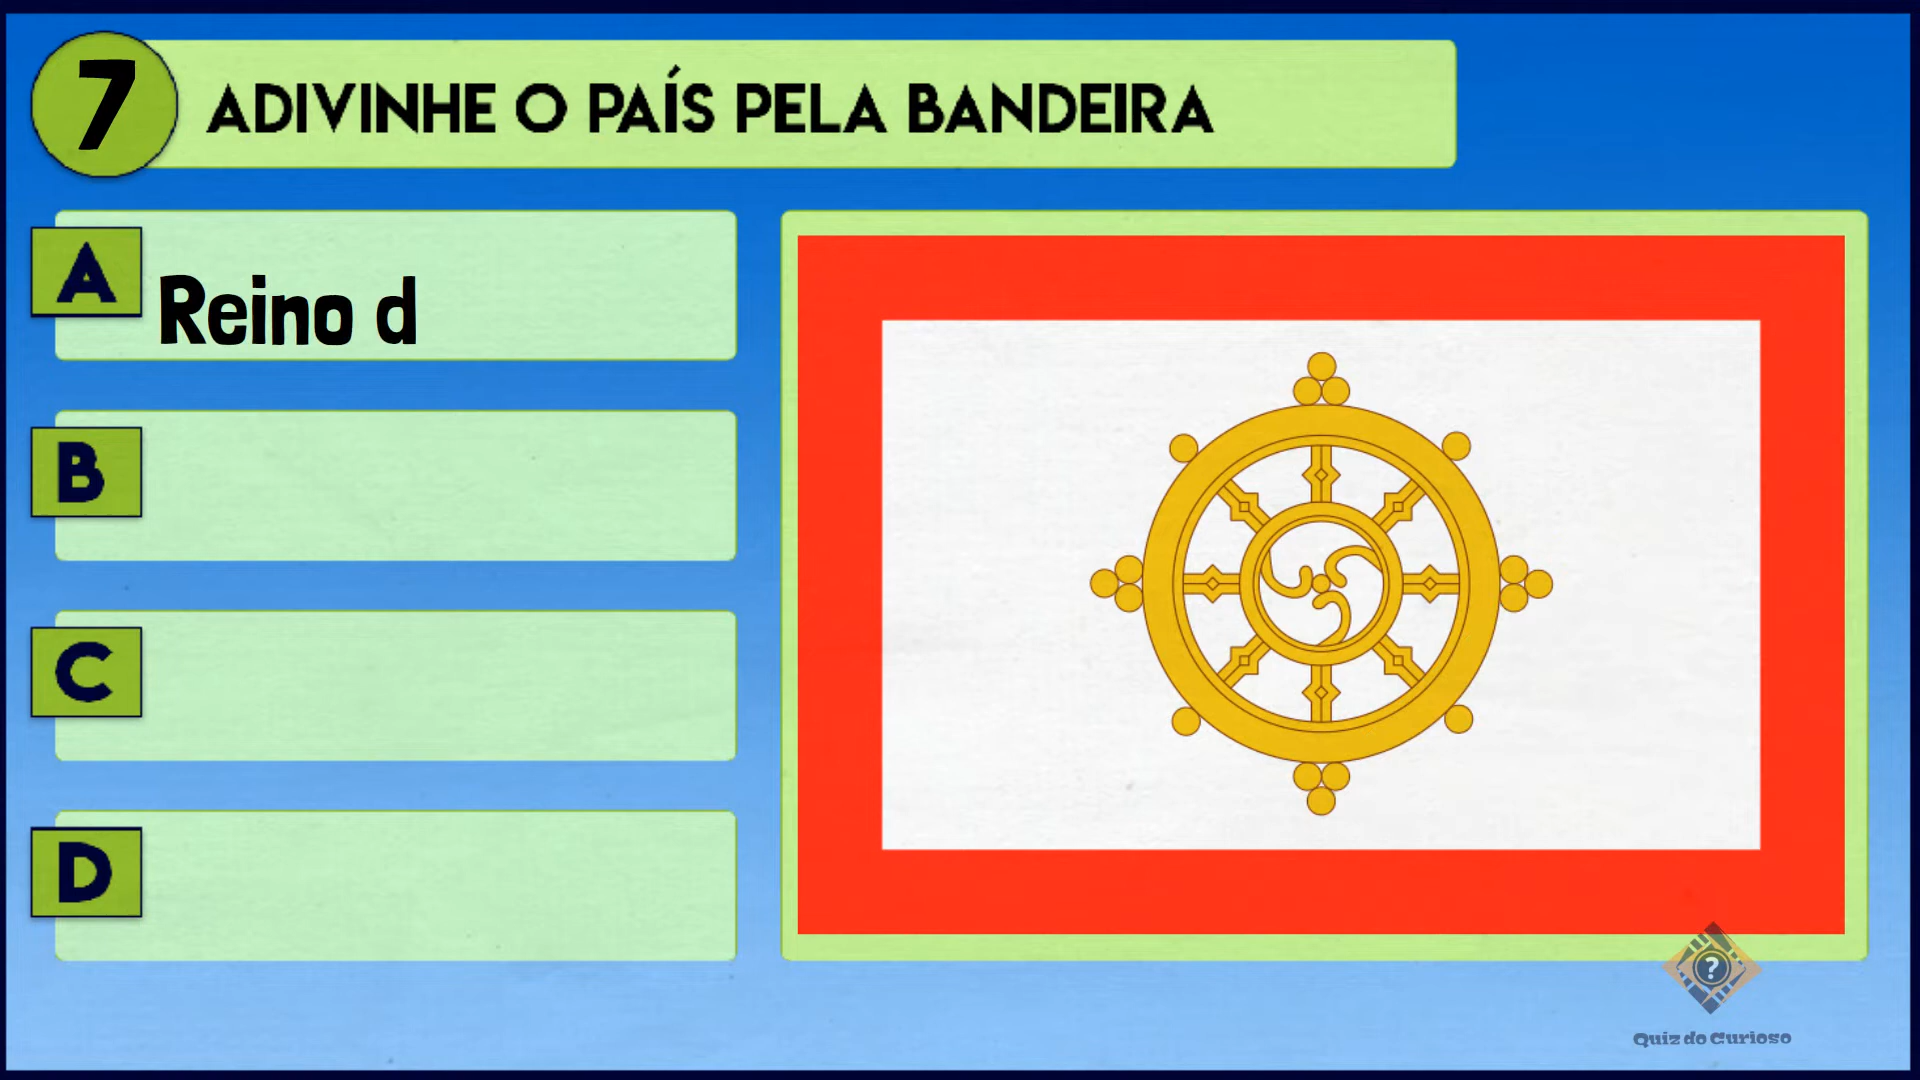 7
ADIVINHE O PAÍS PELA BANDEIRA
A
Reino d
B
C
D
?
Quiz do Curioso